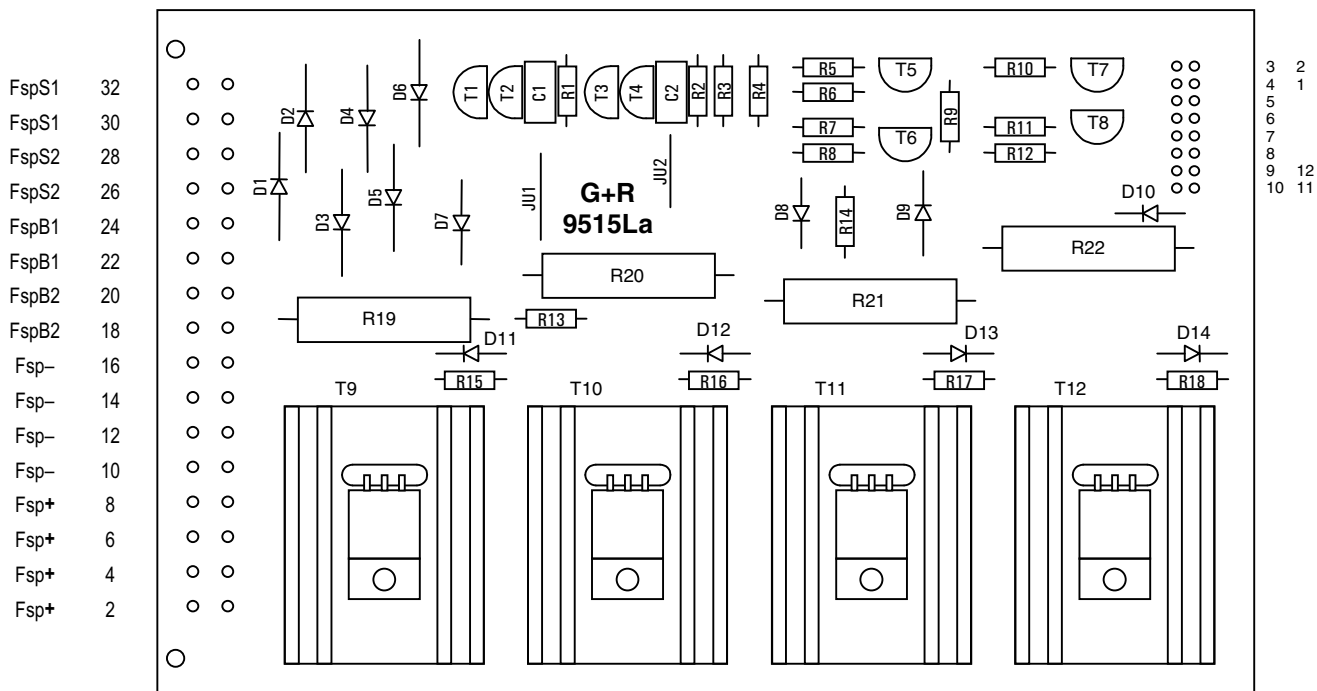 FspS1 32
FspS1 30
FspS2 28
FspS2 26
FspB1 24
FspB1 22
FspB2 20
FspB2 18
Fsp– 16
Fsp– 14
Fsp– 12
Fsp– 10
Fsp+ 8
Fsp+ 6
Fsp+ 4
Fsp+ 2
D1
D2
D3
D4
D5
D6
D7
T1
T2
C1
R1
T3
T4
C2
R2
R3
R4
JU1
JU2
G+R
9515La
R5
R6
R7
R8
T5
T6
R9
R10
R11
R12
T7
T8
D8
R14
D9
D10
R19
R20
R21
R22
R13
D11
R15
D12
R16
D13
R17
D14
R18
T9
T10
T11
T12
3 2
4 1
5
6
7
8
9 12
10 11